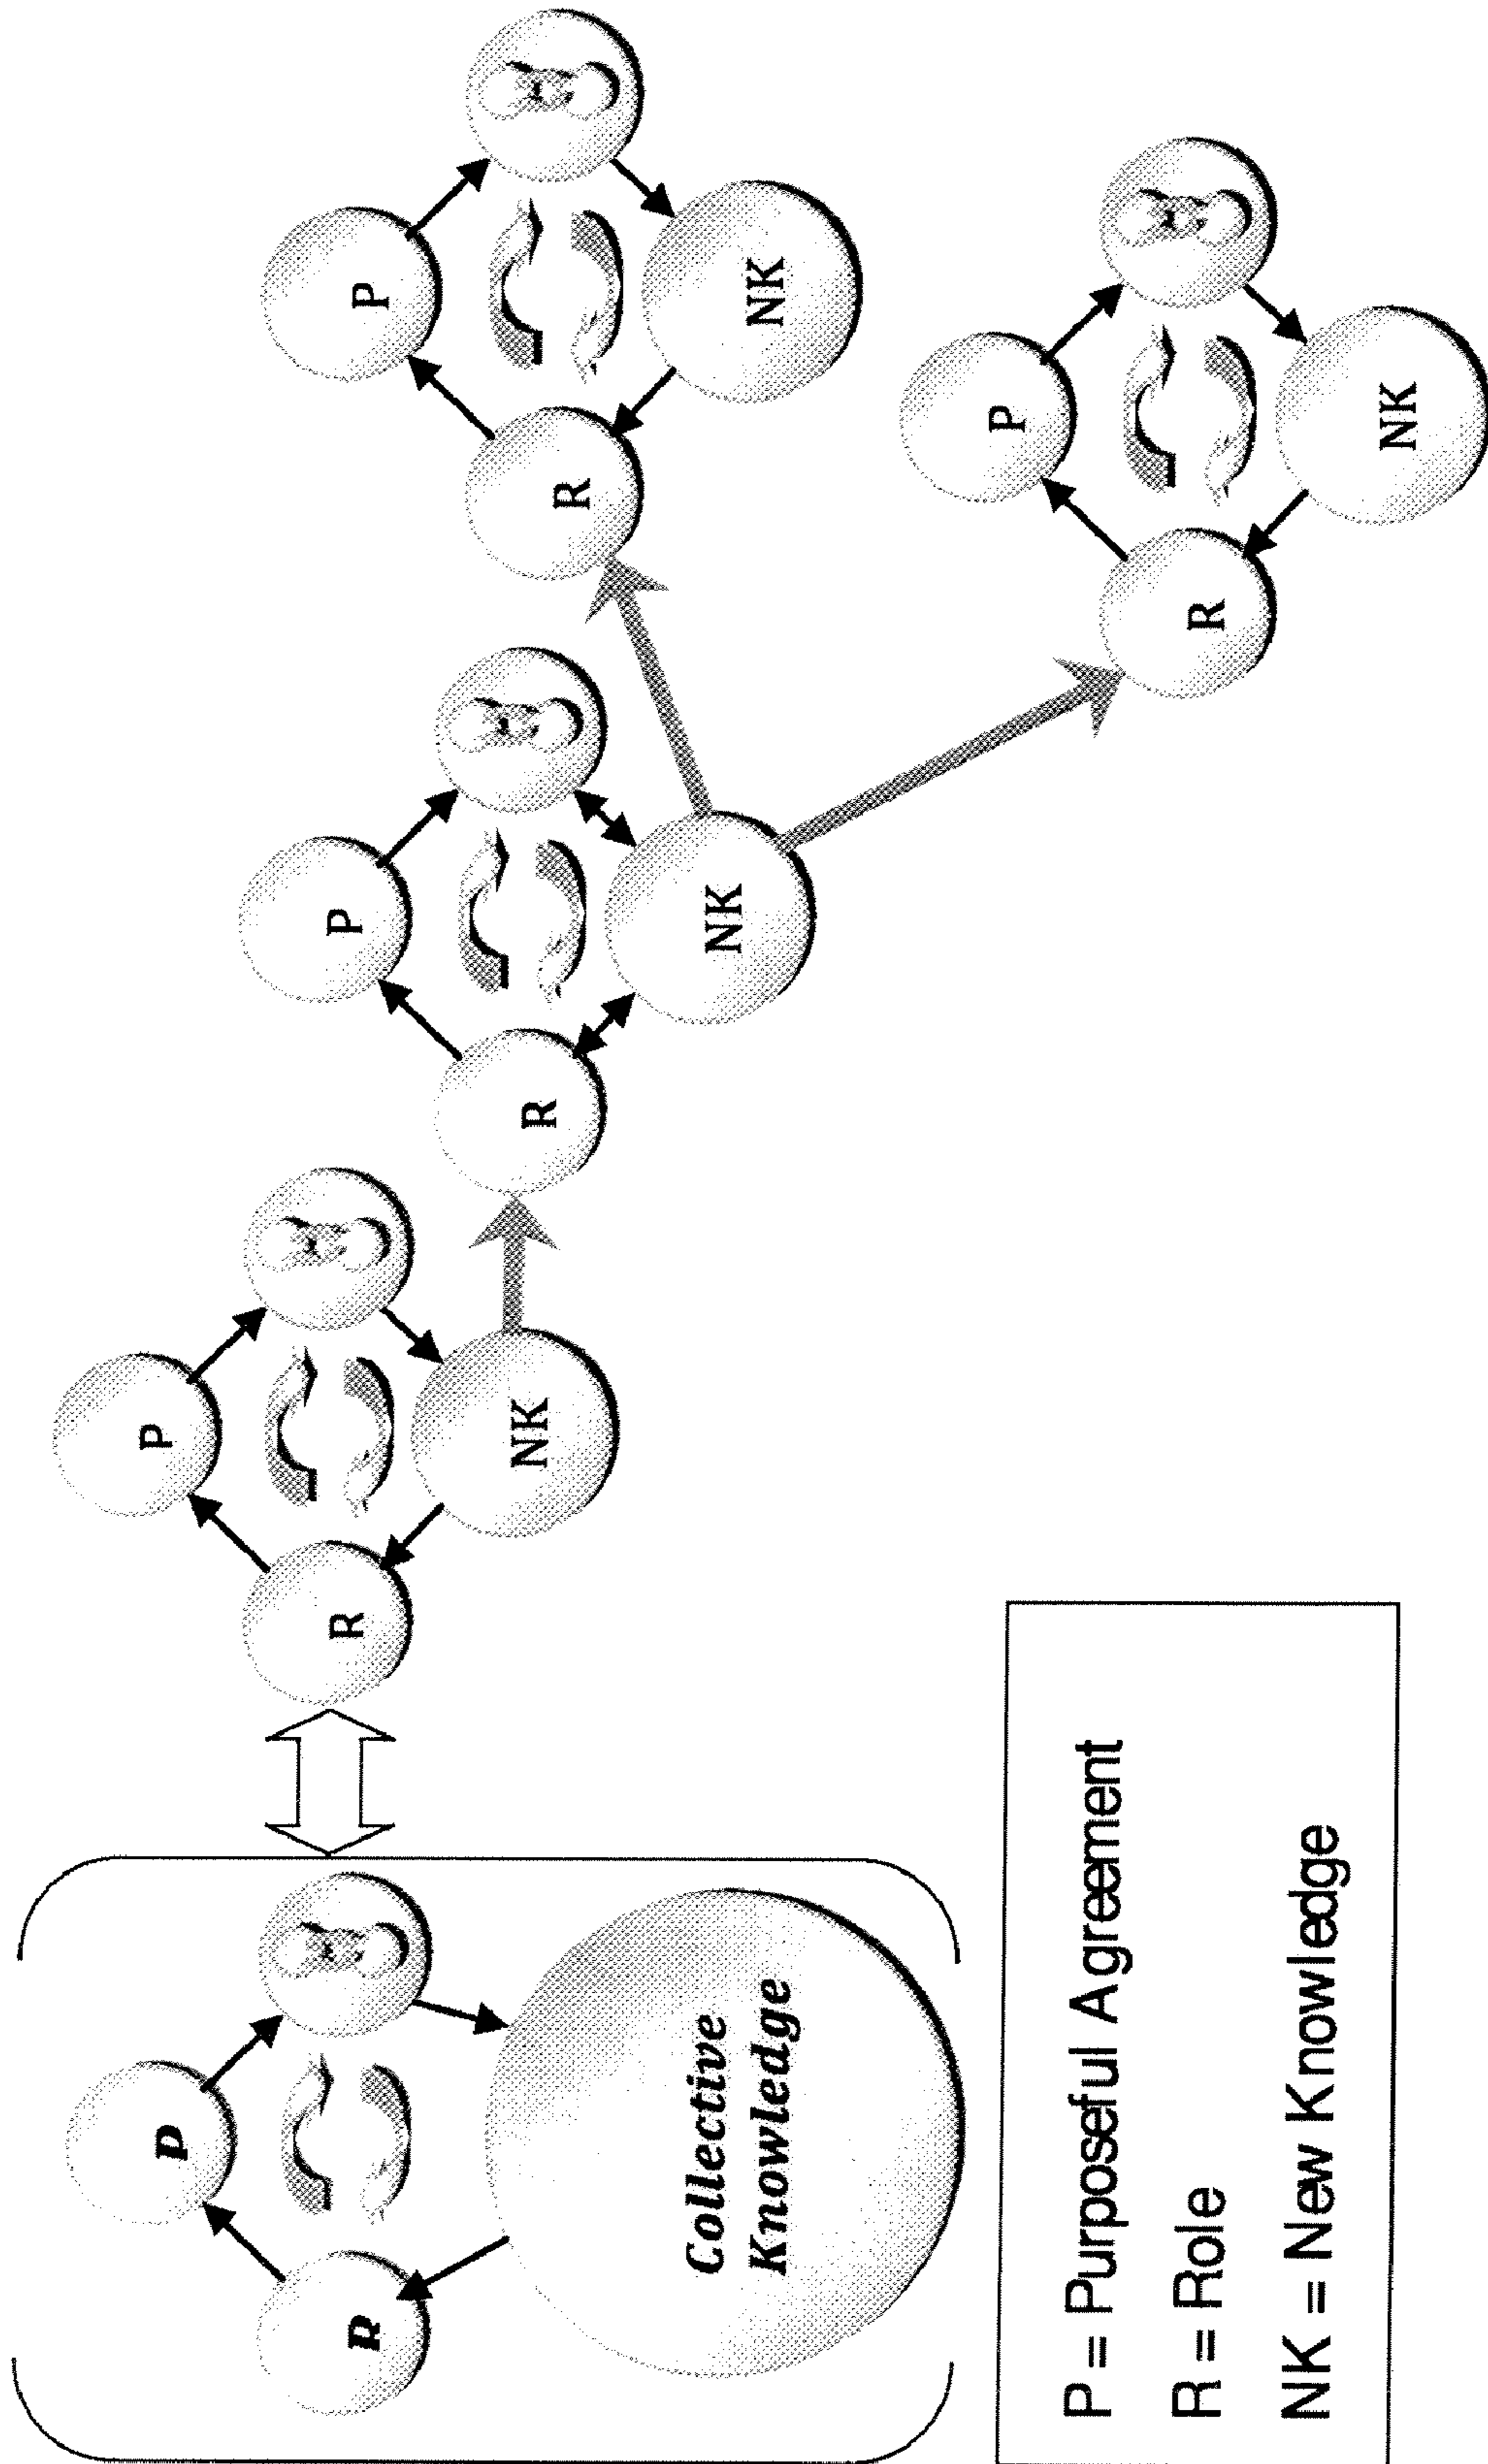 P
R
Collective
Knowledge
P
R
NK
P
R
NK
P
R
NK
P
R
NK
P = Purposeful Agreement
R = Role
NK = New Knowledge